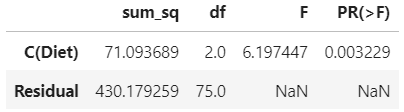 sum_sq df F PR(>F)
C(Diet) 71.093689 2.0 6.197447 0.003229
Residual 430.179259 75.0 NaN NaN